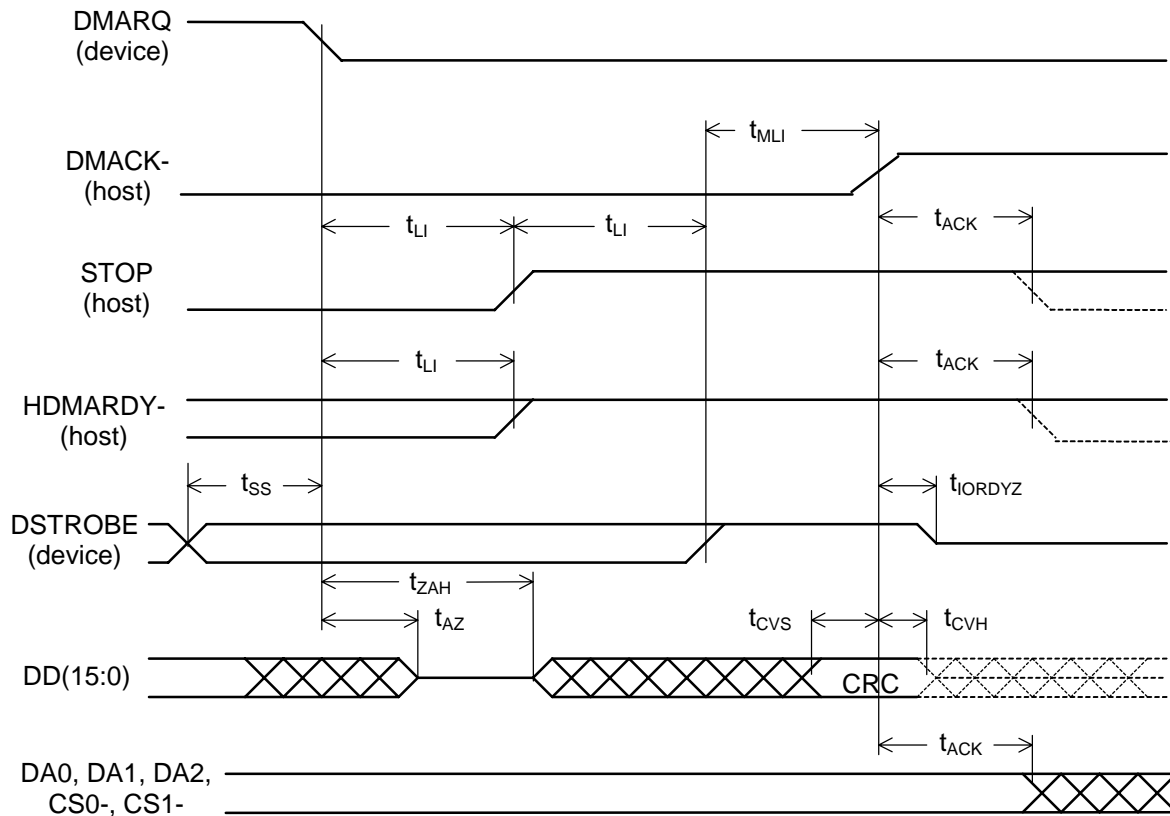 DMARQ
(device)
tMLI
DMACK-
(host)
tLI
tLI
tACK
STOP
(host)
tLI
tACK
HDMARDY-
(host)
tSS
tIORDYZ
DSTROBE
(device)
tZAH
tAZ
tCVS
tCVH
DD(15:0)
CRC
tACK
DA0, DA1, DA2,
CS0-, CS1-